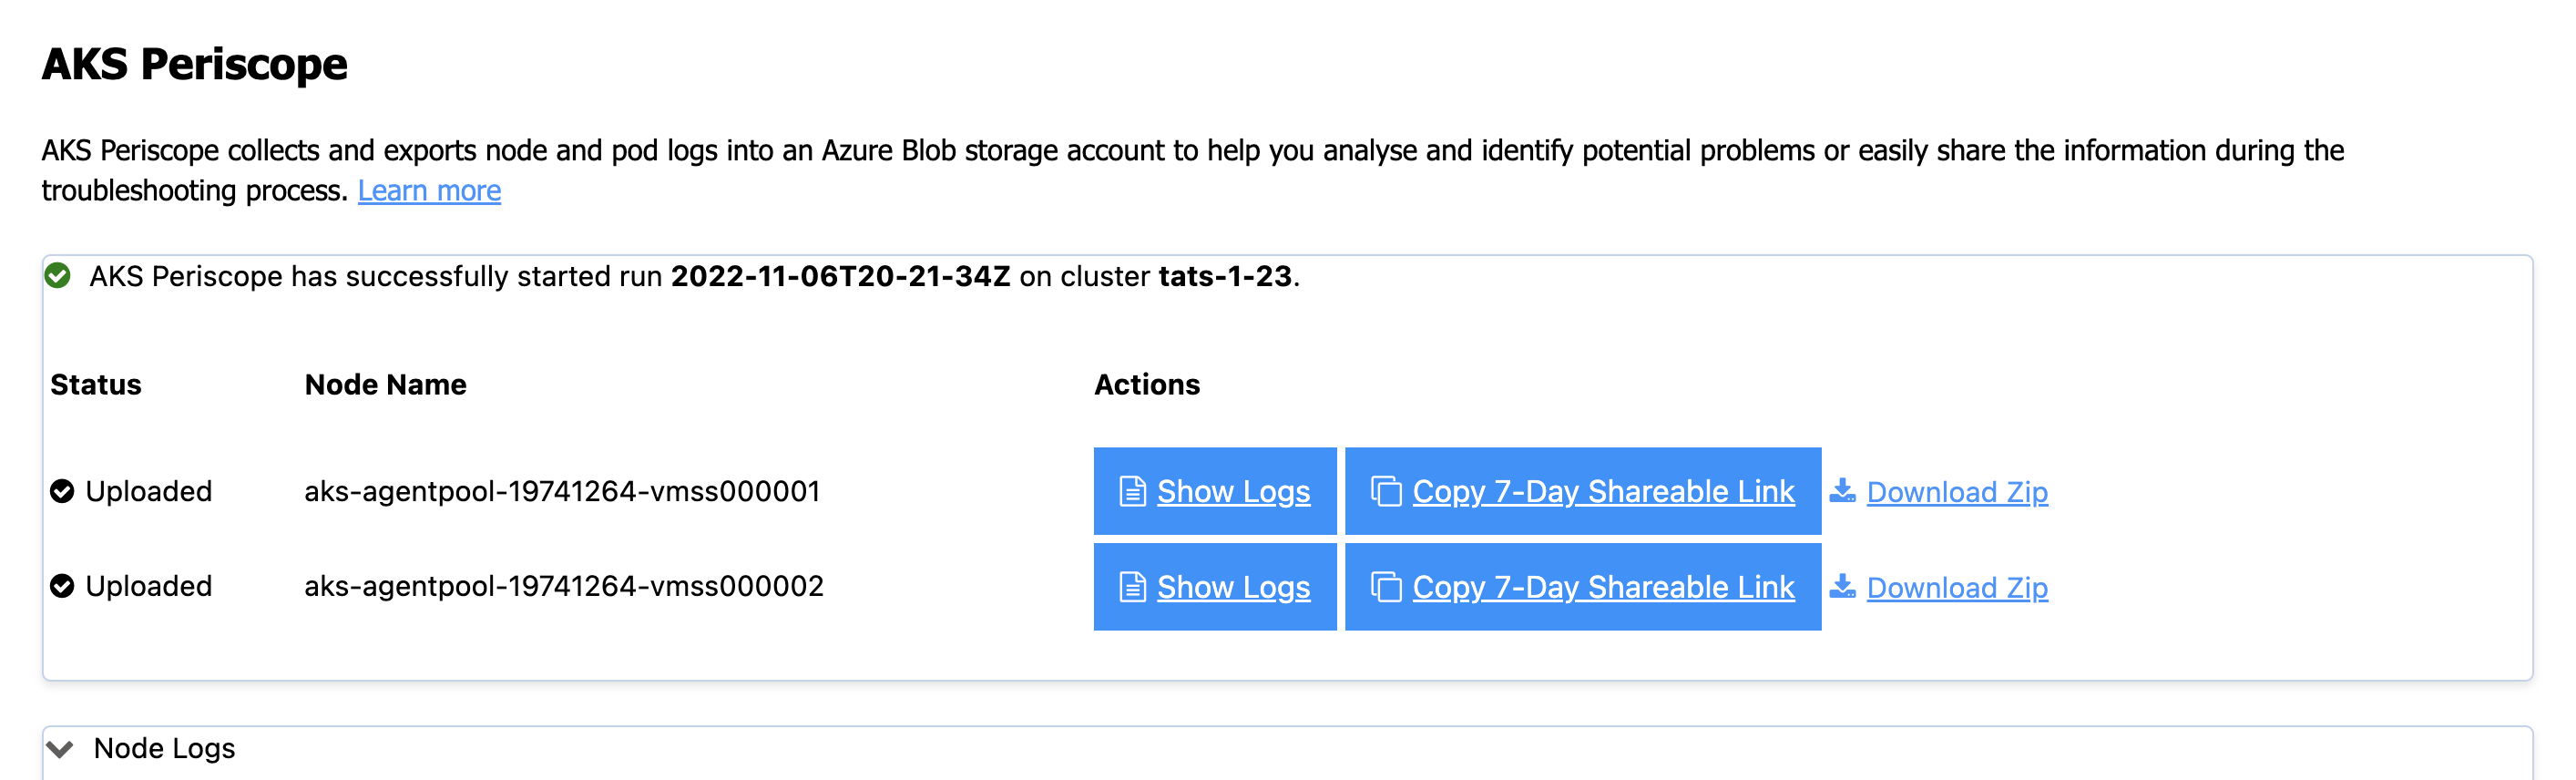 AKS Periscope
AKS Periscope collects and exports node and pod logs into an Azure Blob storage account to help you analyse and identify potential problems or easily share the information during the
troubleshooting process. Learn more
AKS Periscope has successfully started run 2022-11-06T20-21-34Z on cluster tats-1-23.
Status Node Name Actions
Uploaded aks-agentpool-19741264-vmss000001 Show Logs Copy 7-Day Shareable Link Download Zip
Uploaded aks-agentpool-19741264-vmss000002 Show Logs Copy 7-Day Shareable Link Download Zip
Node Logs